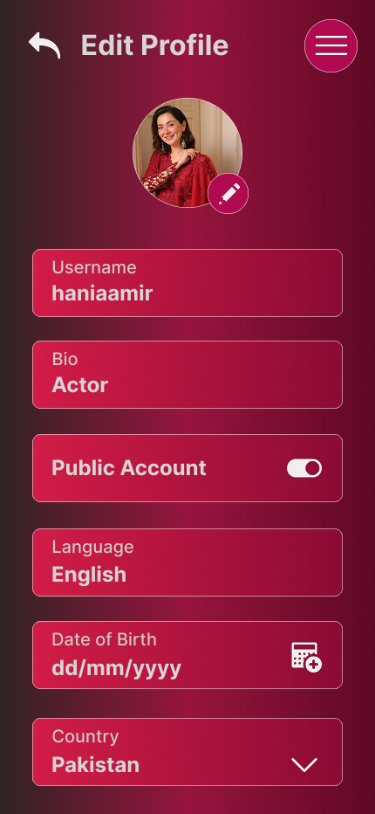 Edit Profile
Username
haniaamir
Bio
Actor
Public Account
Language
English
Date of Birth
dd/mm/yyyy
Country
Pakistan